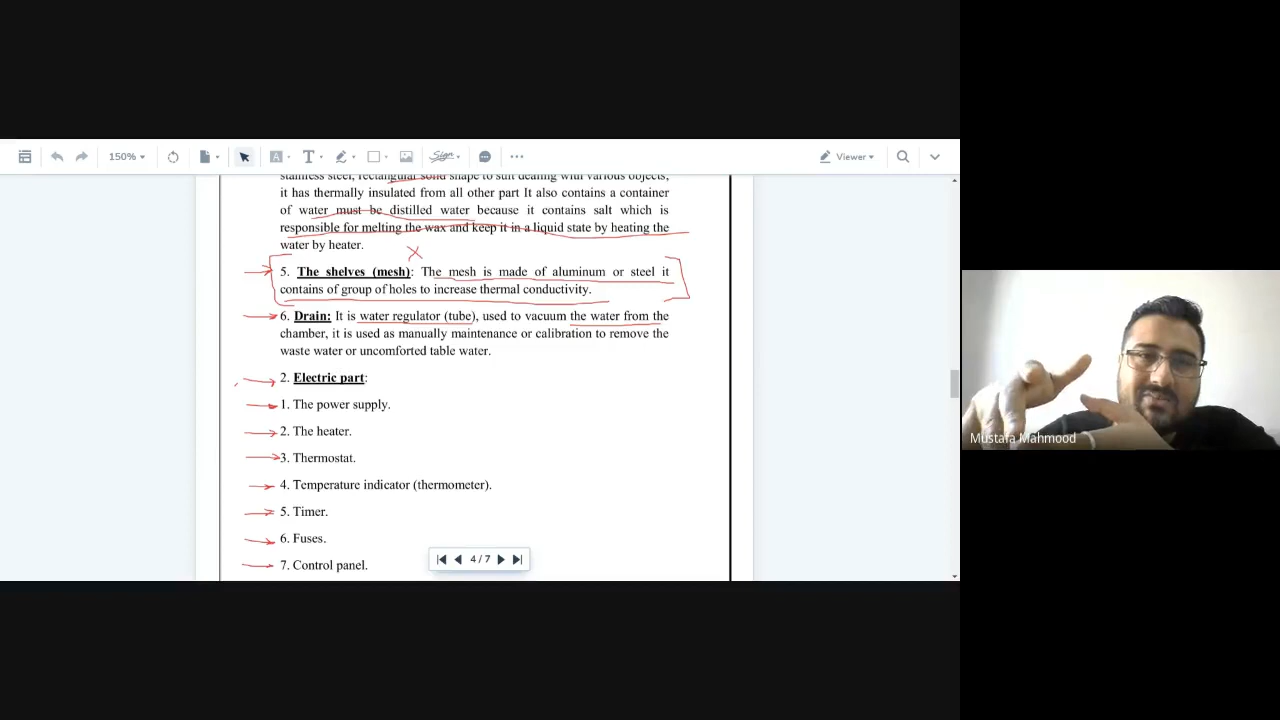 150%
A
T
Sign
Viewer
stainless steel, rectangular solid shape to suit dealing with various objects,
it has thermally insulated from all other part It also contains a container
of water must be distilled water because it contains salt which is
responsible for melting the wax and keep it in a liquid state by heating the
water by heater.
5. The shelves (mesh): The mesh is made of aluminum or steel it
contains of group of holes to increase thermal conductivity.
6. Drain: It is water regulator (tube), used to vacuum the water from the
chamber, it is used as manually maintenance or calibration to remove the
waste water or uncomforted table water.
2. Electric part:
1. The power supply.
2. The heater.
3. Thermostat.
4. Temperature indicator (thermometer).
5. Timer.
6. Fuses.
7. Control panel.
4 / 7
Mustafa Mahmood